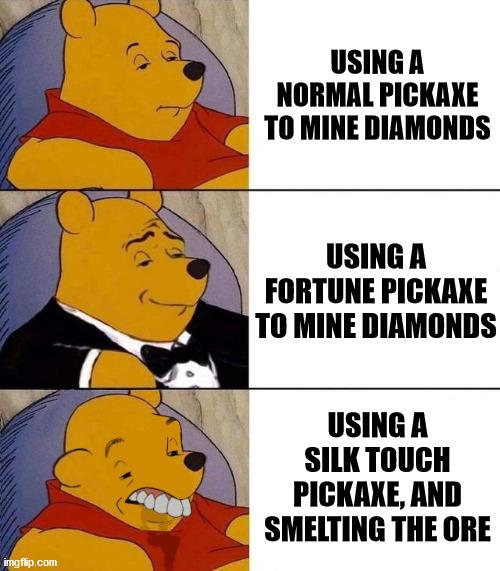 USING A
NORMAL PICKAXE
TO MINE DIAMONDS
USING A
FORTUNE PICKAXE
TO MINE DIAMONDS
USING A
SILK TOUCH
PICKAXE, AND
SMELTING THE ORE
imgflip.com